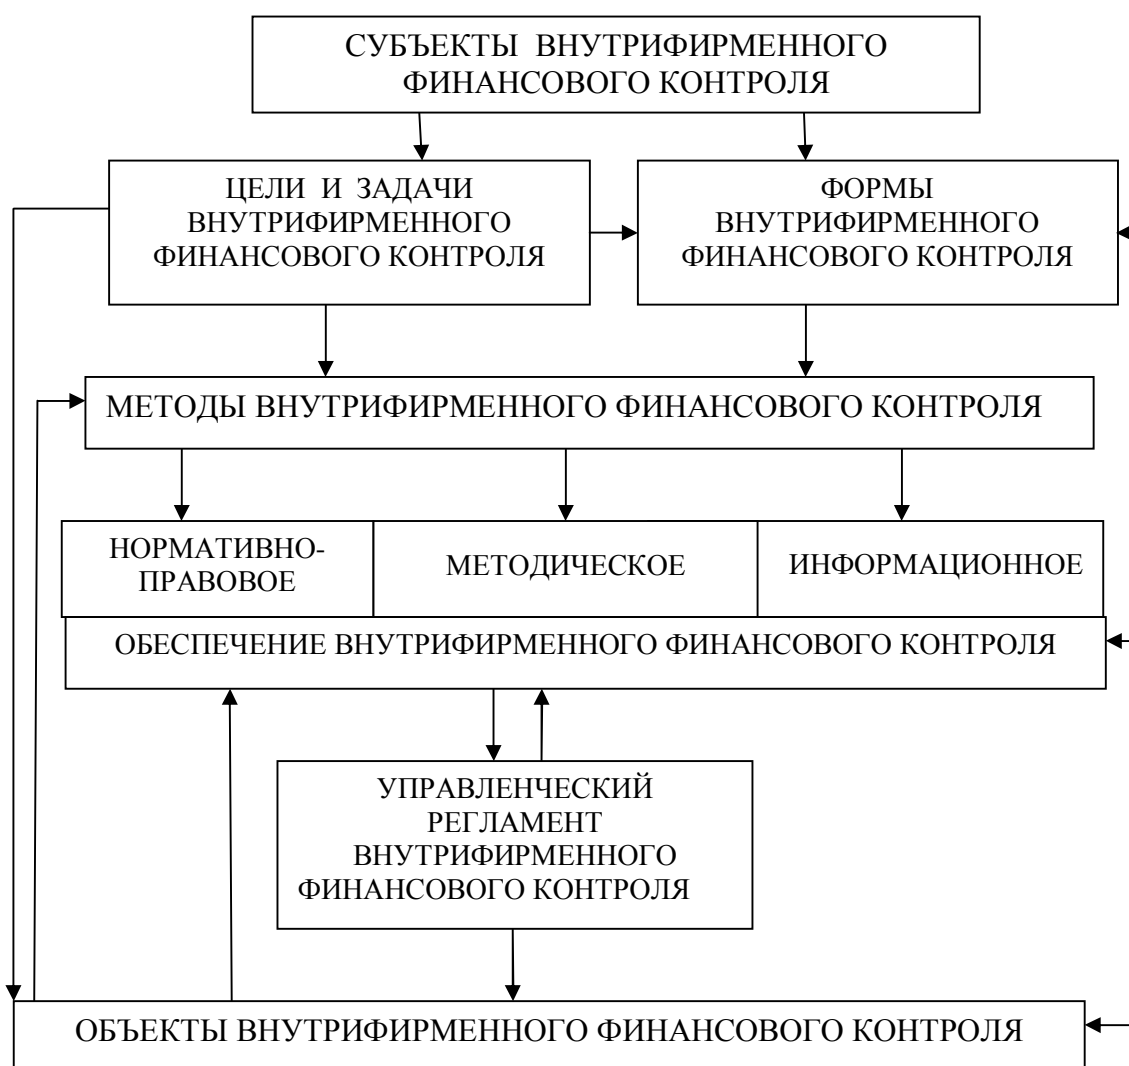 СУБЪЕКТЫ ВНУТРИФИРМЕННОГО
ФИНАНСОВОГО КОНТРОЛЯ
ЦЕЛИ И ЗАДАЧИ
ВНУТРИФИРМЕННОГО
ФИНАНСОВОГО КОНТРОЛЯ
ФОРМЫ
ВНУТРИФИРМЕННОГО
ФИНАНСОВОГО КОНТРОЛЯ
МЕТОДЫ ВНУТРИФИРМЕННОГО ФИНАНСОВОГО КОНТРОЛЯ
НОРМАТИВНО-
ПРАВОВОЕ
МЕТОДИЧЕСКОЕ
ИНФОРМАЦИОННОЕ
ОБЕСПЕЧЕНИЕ ВНУТРИФИРМЕННОГО ФИНАНСОВОГО КОНТРОЛЯ
УПРАВЛЕНЧЕСКИЙ
РЕГЛАМЕНТ
ВНУТРИФИРМЕННОГО
ФИНАНСОВОГО КОНТРОЛЯ
ОБЪЕКТЫ ВНУТРИФИРМЕННОГО ФИНАНСОВОГО КОНТРОЛЯ